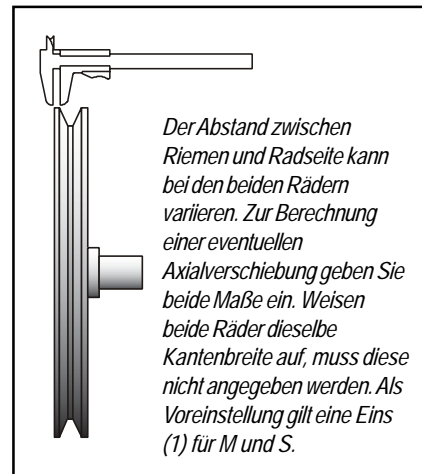 Der Abstand zwischen
Riemen und Radseite kann
bei den beiden Rädern
variieren. Zur Berechnung
einer eventuellen
Axialverschiebung geben Sie
beide Maße ein. Weisen
beide Räder dieselbe
Kantenbreite auf, muss diese
nicht angegeben werden. Als
Voreinstellung gilt eine Eins
(1) für M und S.